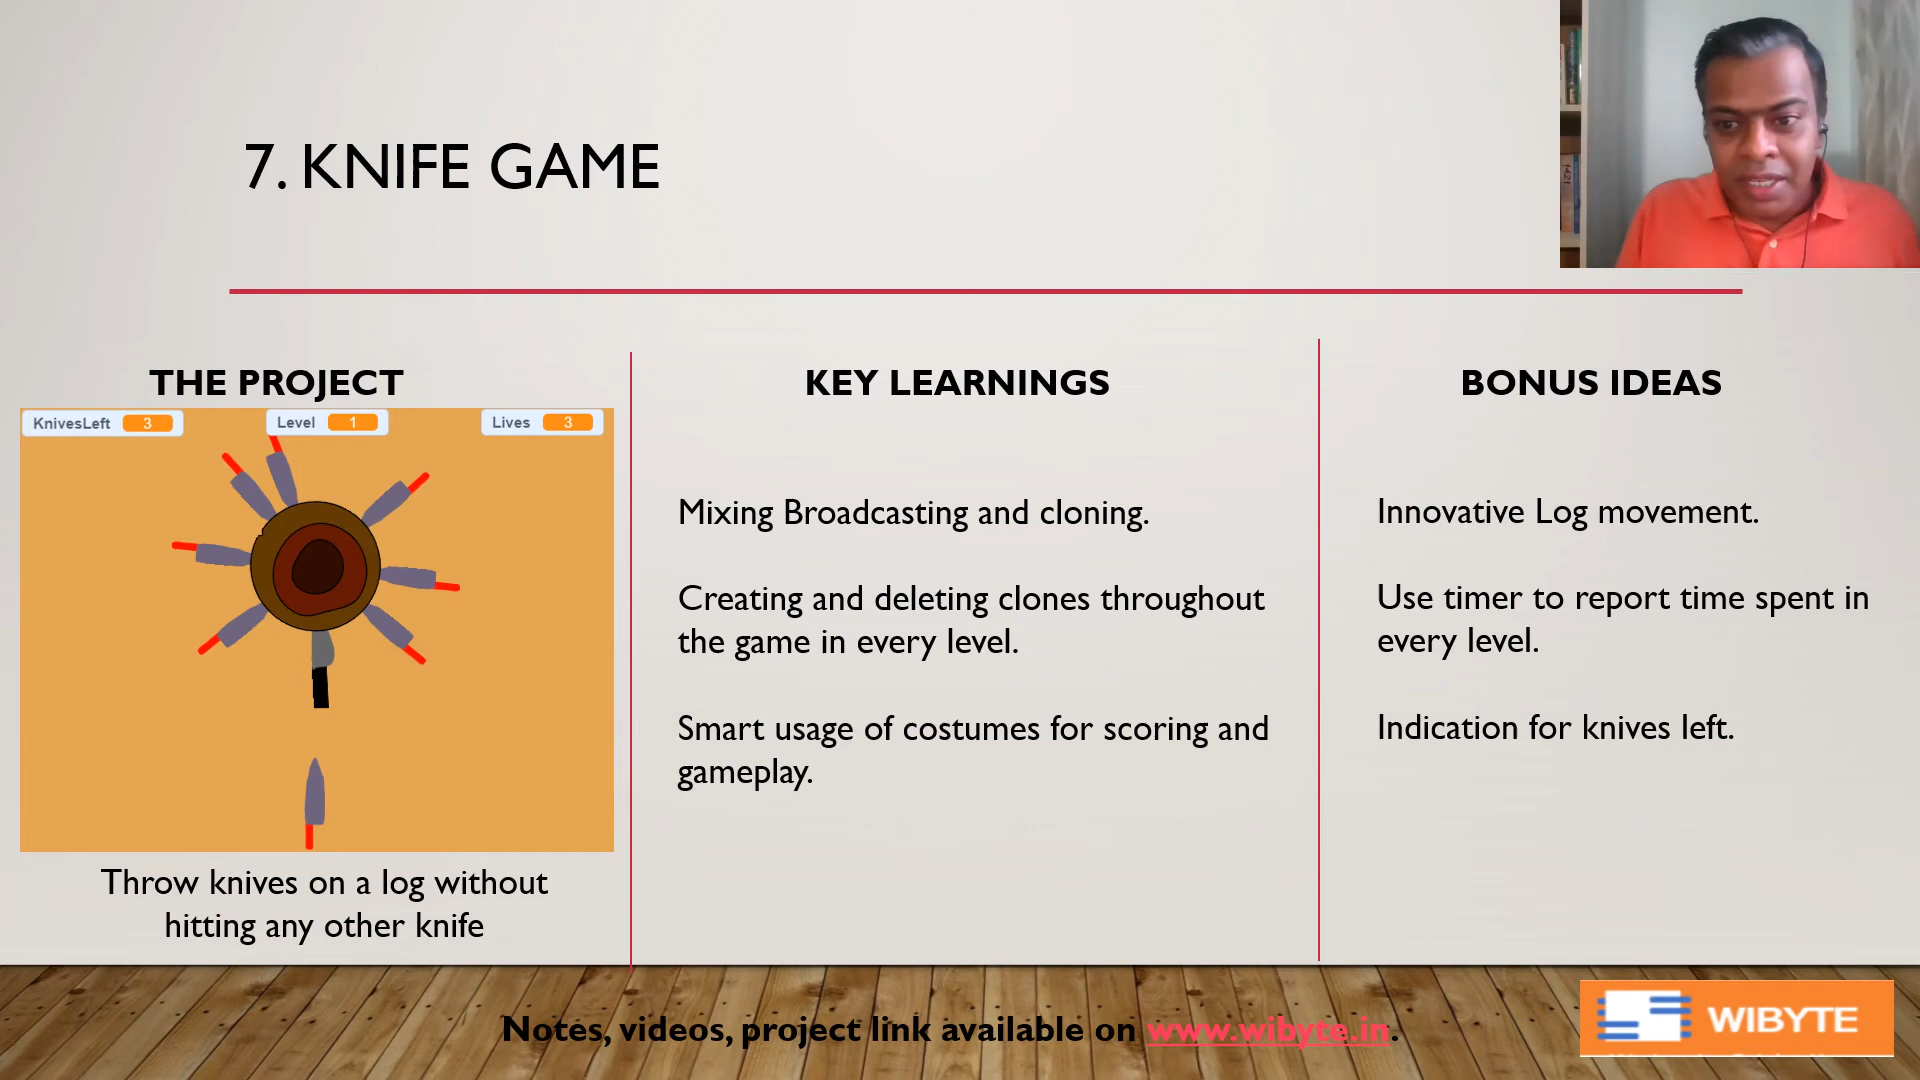 7. KNIFE GAME
THE PROJECT
KnivesLeft 3
Level 1
Lives 3
Throw knives on a log without
hitting any other knife
KEY LEARNINGS
Mixing Broadcasting and cloning.
Creating and deleting clones throughout
the game in every level.
Smart usage of costumes for scoring and
gameplay.
BONUS IDEAS
Innovative Log movement.
Use timer to report time spent in
every level.
Indication for knives left.
Notes, videos, project link available on www.wibyte.in.
WIBYTE